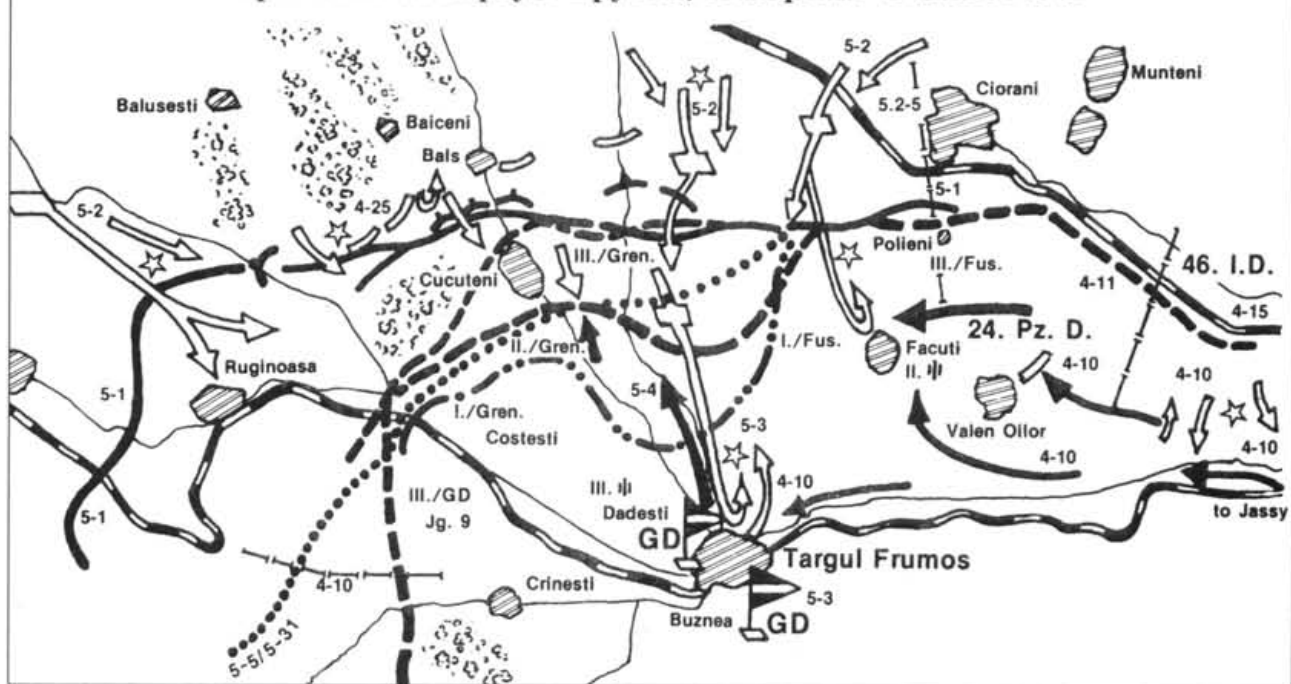 5-2
Ciorani
Munteni
Balusesti
5-2
5.2-5
Baiceni
Bals
4-25
5-1
5-2
Polieni
III./Gren.
III./Fus.
46. I.D.
Cucuteni
4-11
4-15
24. Pz. D.
I./Fus.
Facuti
II.
II./Gren.
Ruginoasa
5-4
4-10
4-10
5-1
I./Gren.
Costesti
5-3
Valen Oilor
4-10
4-10
III./GD
Jg. 9
III.
Dadesti
4-10
5-1
to Jassy
GD
Targul Frumos
4-10
Crinesti
5-3
Buznea
GD
5-5/5-31